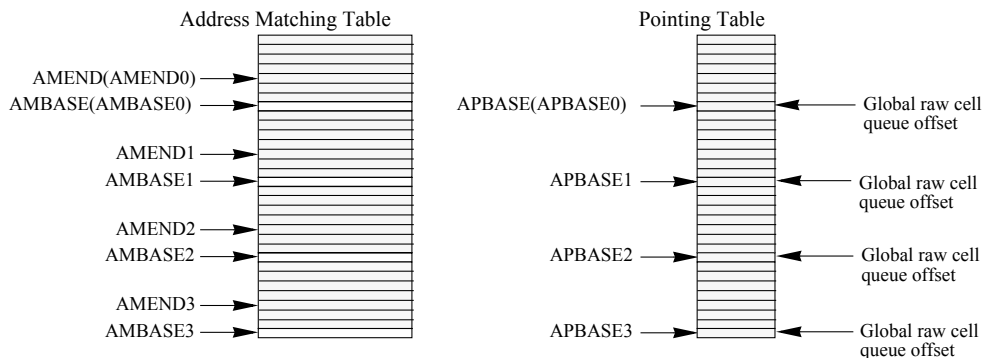 Address Matching Table
Pointing Table
AMEND(AMEND0)
AMBASE(AMBASE0)
APBASE(APBASE0)
Global raw cell
queue offset
AMEND1
AMBASE1
APBASE1
Global raw cell
queue offset
AMEND2
AMBASE2
APBASE2
Global raw cell
queue offset
AMEND3
AMBASE3
APBASE3
Global raw cell
queue offset